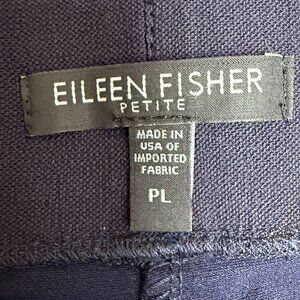 EILEEN FISHER
PETITE
MADE IN
USA OF
IMPORTED
FABRIC
PL